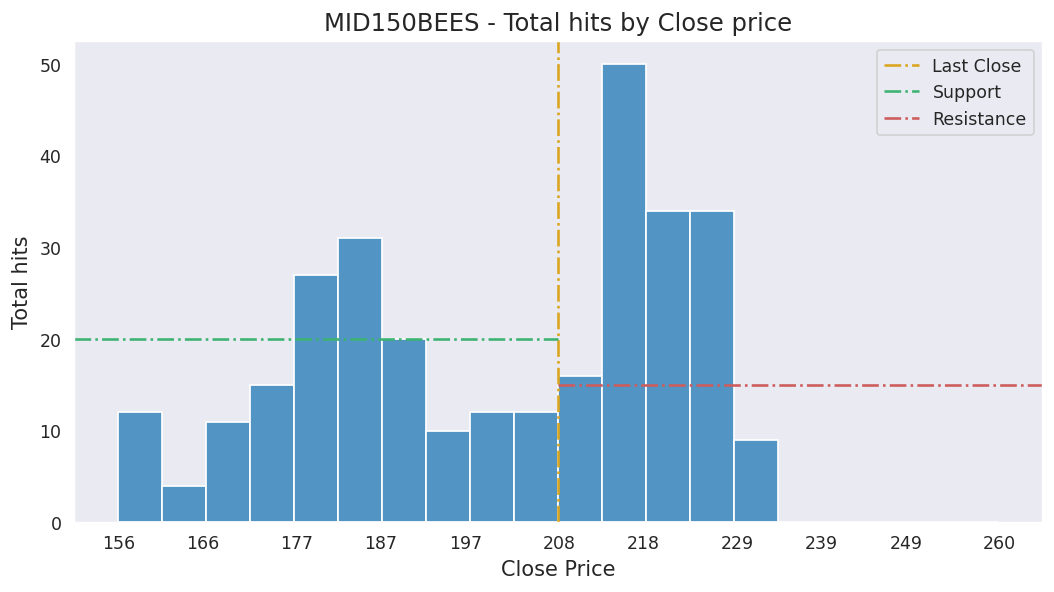 MID150BEES - Total hits by Close price
Last Close
Support
Resistance
Total hits
50
40
30
20
10
0
156 166 177 187 197 208 218 229 239 249 260
Close Price